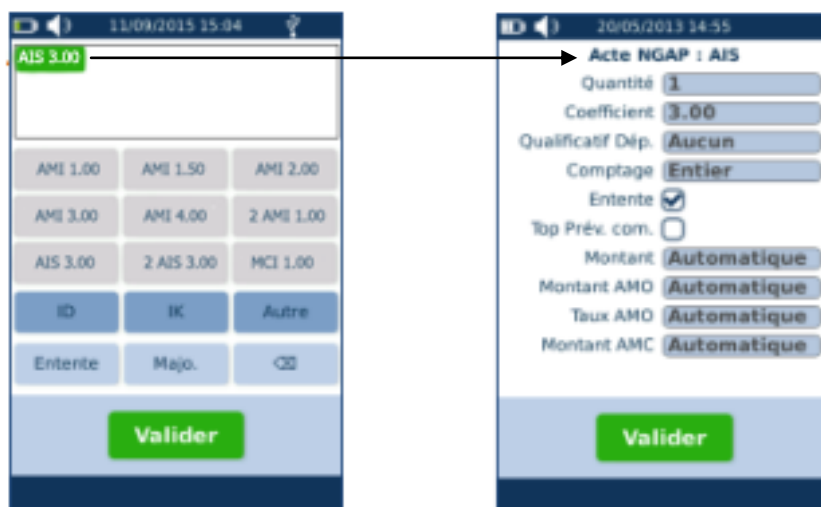 11/09/2015 15:04
AIS 3.00
AMI 1.00 AMI 1.50 AMI 2.00
AMI 3.00 AMI 4.00 2 AMI 1.00
AIS 3.00 2 AIS 3.00 MCI 1.00
ID IK Autre
Entente Majo.
Valider
20/05/2013 14:55
Acte NGAP : AIS
Quantité 1
Coefficient 3.00
Qualificatif Dép. Aucun
Comptage Entier
Entente
Top Prév. com.
Montant Automatique
Montant AMO Automatique
Taux AMO Automatique
Montant AMC Automatique
Valider